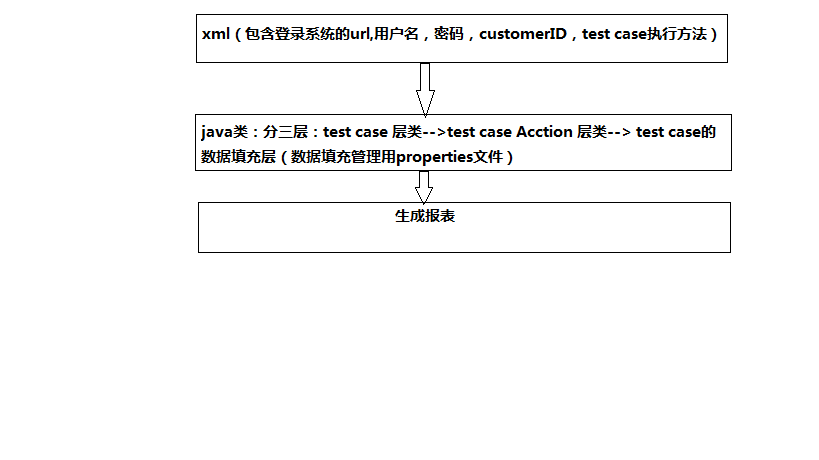 xml（包含登录系统的url,用户名，密码，customerID，test case执行方法）
java类：分三层：test case 层类-->test case Acction 层类--> test case的
数据填充层（数据填充管理用properties文件）
生成报表